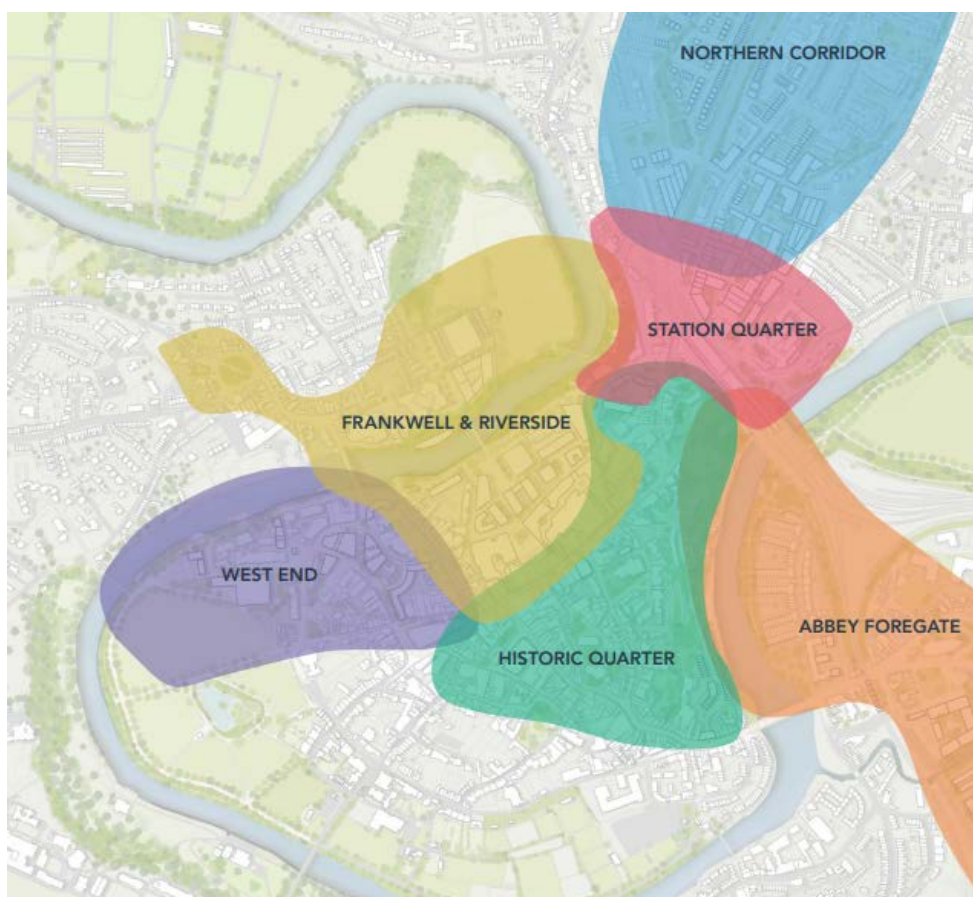 NORTHERN CORRIDOR
STATION QUARTER
FRANKWELL & RIVERSIDE
WEST END
ABBEY FOREGATE
HISTORIC QUARTER